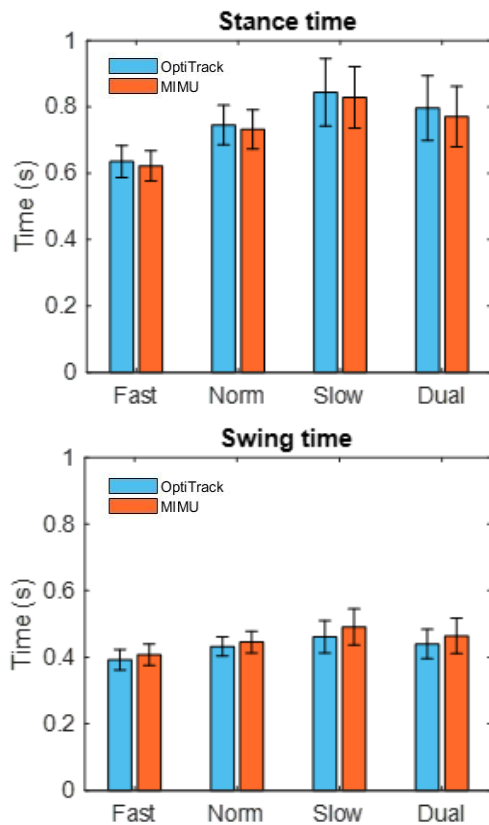 Stance time
1
OptiTrack
MIMU
0.8
0.6
0.4
0.2
0
Time (s)
Fast Norm Slow Dual
Swing time
1
OptiTrack
MIMU
0.8
0.6
0.4
0.2
0
Time (s)
Fast Norm Slow Dual